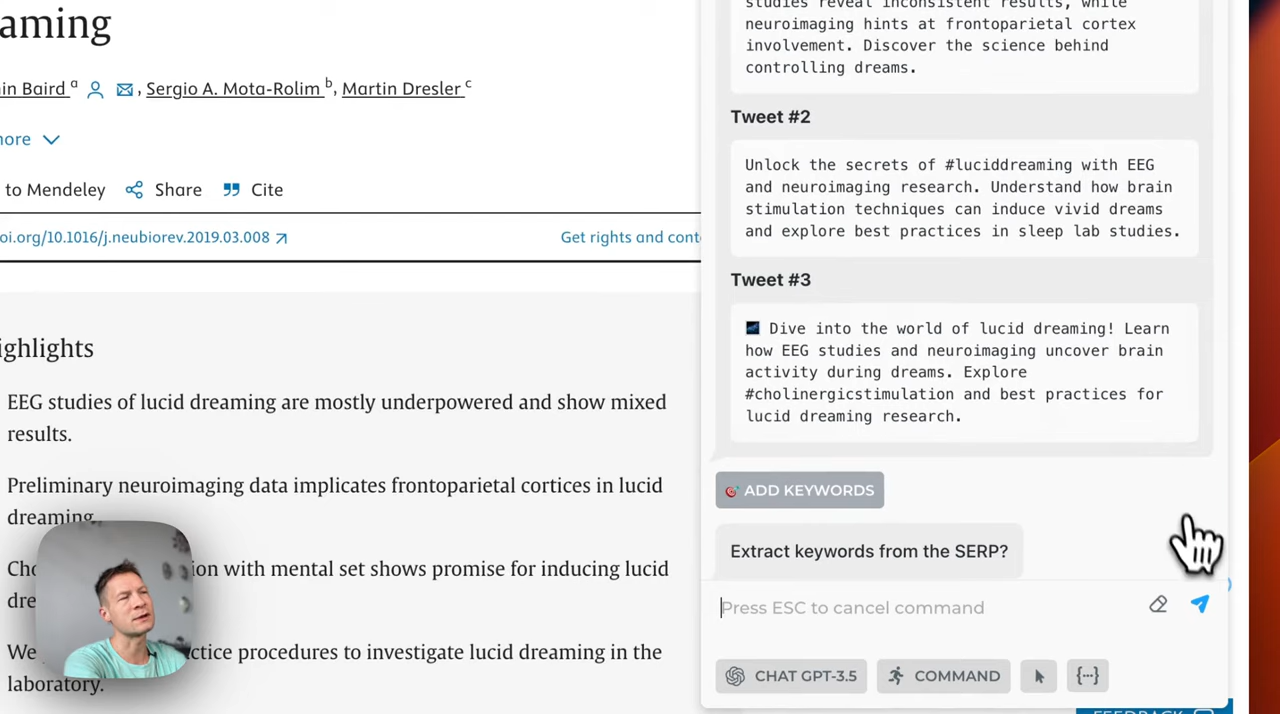 aming
in Baird a , Sergio A. Mota-Rolim b, Martin Dresler c
nore
to Mendeley Share Cite
oi.org/10.1016/j.neubiorev.2019.03.008 Get rights and cont
ighlights
EEG studies of lucid dreaming are mostly underpowered and show mixed
results.
Preliminary neuroimaging data implicates frontoparietal cortices in lucid
dreaming.
Cho ion with mental set shows promise for inducing lucid
dre
We ctice procedures to investigate lucid dreaming in the
laboratory.
studies reveal inconsistent results, while
neuroimaging hints at frontoparietal cortex
involvement. Discover the science behind
controlling dreams.
Tweet #2
Unlock the secrets of #luciddreaming with EEG
and neuroimaging research. Understand how brain
stimulation techniques can induce vivid dreams
and explore best practices in sleep lab studies.
Tweet #3
Dive into the world of lucid dreaming! Learn
how EEG studies and neuroimaging uncover brain
activity during dreams. Explore
#cholinergicstimulation and best practices for
lucid dreaming research.
ADD KEYWORDS
Extract keywords from the SERP?
Press ESC to cancel command
CHAT GPT-3.5 COMMAND {...}
FEEDBACK